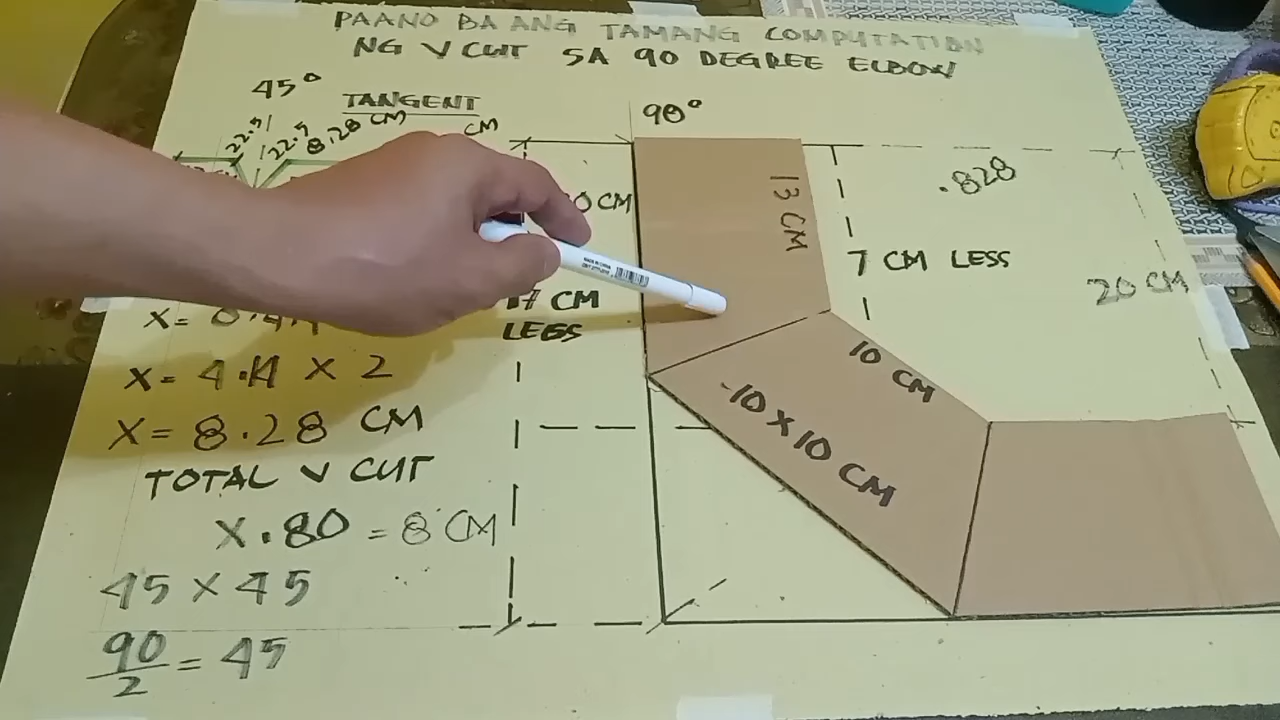 PAANO BA ANG TAMANG COMPUTATION
NG V CUT SA 90 DEGREE ELBOW
45°
TANGENT
22.5
22.5
8.28 CM
CM
90°
13 CM
.828
7 CM LESS
20 CM
CM
LESS
X = 4.14 X 2
X = 8.28 CM
TOTAL V CUT
X .80 = 8 CM
45 X 45
90/2 = 45
10 CM
10 X 10 CM